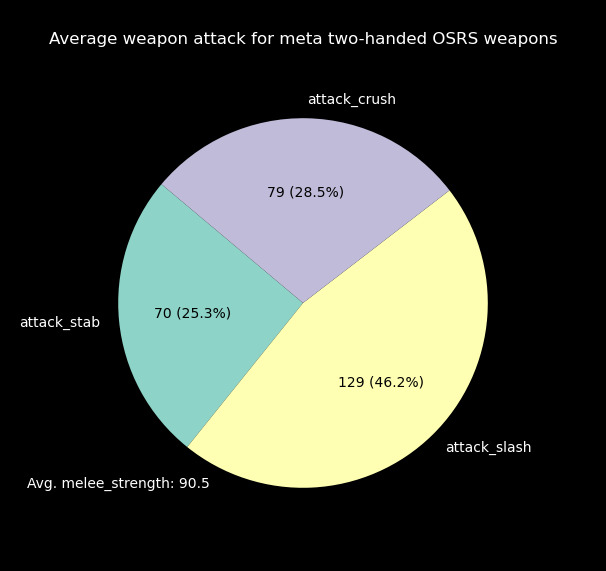 Average weapon attack for meta two-handed OSRS weapons
attack_crush
79 (28.5%)
70 (25.3%)
attack_stab
129 (46.2%)
attack_slash
Avg. melee_strength: 90.5